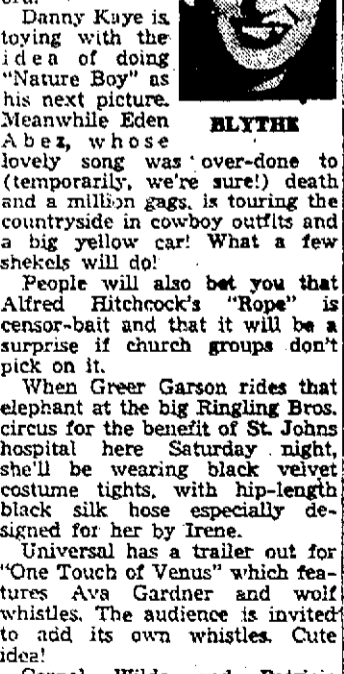 Danny Kaye is
toying with the
idea of doing
"Nature Boy" as
his next picture.
Meanwhile Eden
Abez, whose
BLYTHE
lovely song was over-done to
(temporarily, we're sure!) death
and a million gags, is touring the
countryside in cowboy outfits and
a big yellow car! What a few
shekels will do!
People will also bet you that
Alfred Hitchcock's "Rope" is
censor-bait and that it will be a
surprise if church groups don't
pick on it.
When Greer Garson rides that
elephant at the big Ringling Bros.
circus for the benefit of St. Johns
hospital here Saturday night,
she'll be wearing black velvet
costume tights, with hip-length
black silk hose especially de-
signed for her by Irene.
Universal has a trailer out for
"One Touch of Venus" which fea-
tures Ava Gardner and wolf
whistles. The audience is invited
to add its own whistles. Cute
idea!